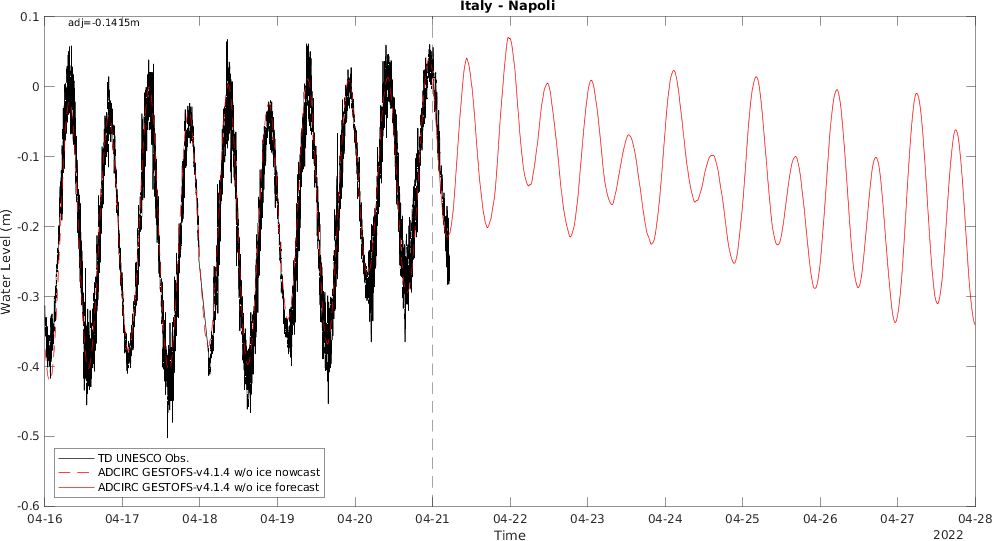 Italy - Napoli
adj=-0.1415m
0.1
0
-0.1
-0.2
-0.3
-0.4
-0.5
-0.6
Water Level (m)
TD UNESCO Obs.
ADCIRC GESTOFS-v4.1.4 w/o ice nowcast
ADCIRC GESTOFS-v4.1.4 w/o ice forecast
04-16 04-17 04-18 04-19 04-20 04-21 04-22 04-23 04-24 04-25 04-26 04-27 04-28
Time
2022